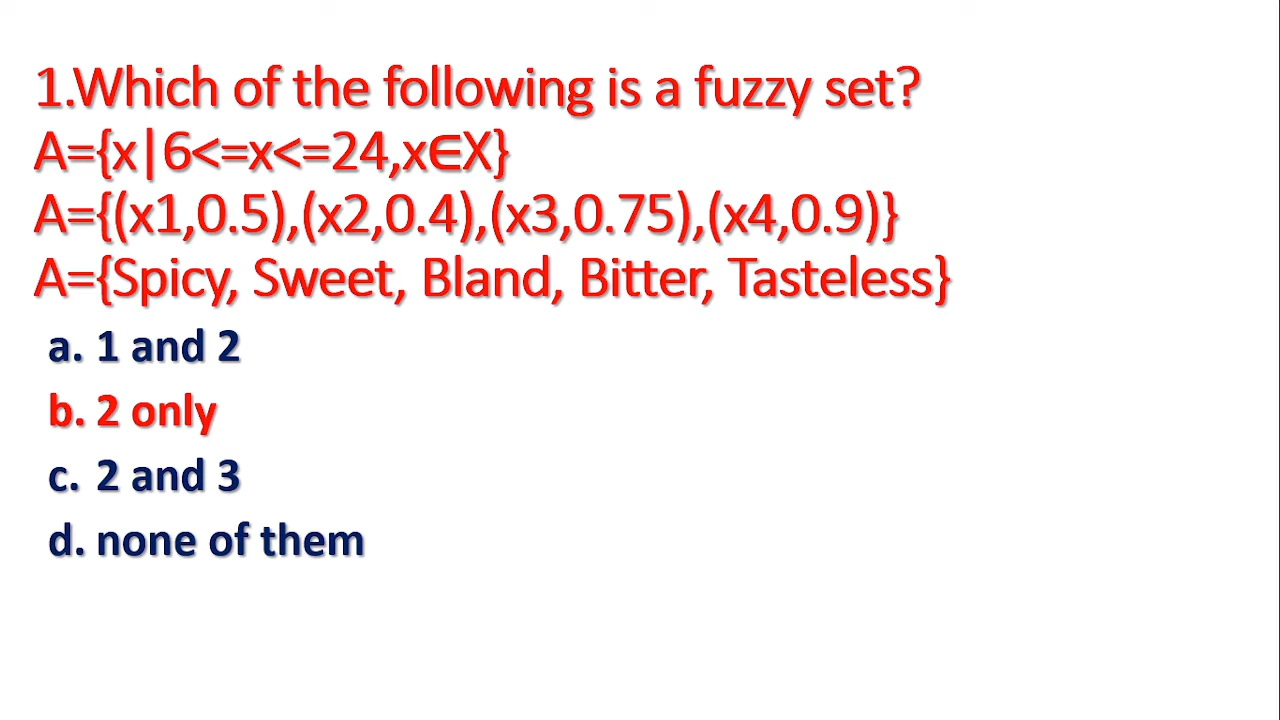 1.Which of the following is a fuzzy set?
A={x|6<=x<=24,x∈X}
A={(x1,0.5),(x2,0.4),(x3,0.75),(x4,0.9)}
A={Spicy, Sweet, Bland, Bitter, Tasteless}
a. 1 and 2
b. 2 only
c. 2 and 3
d. none of them